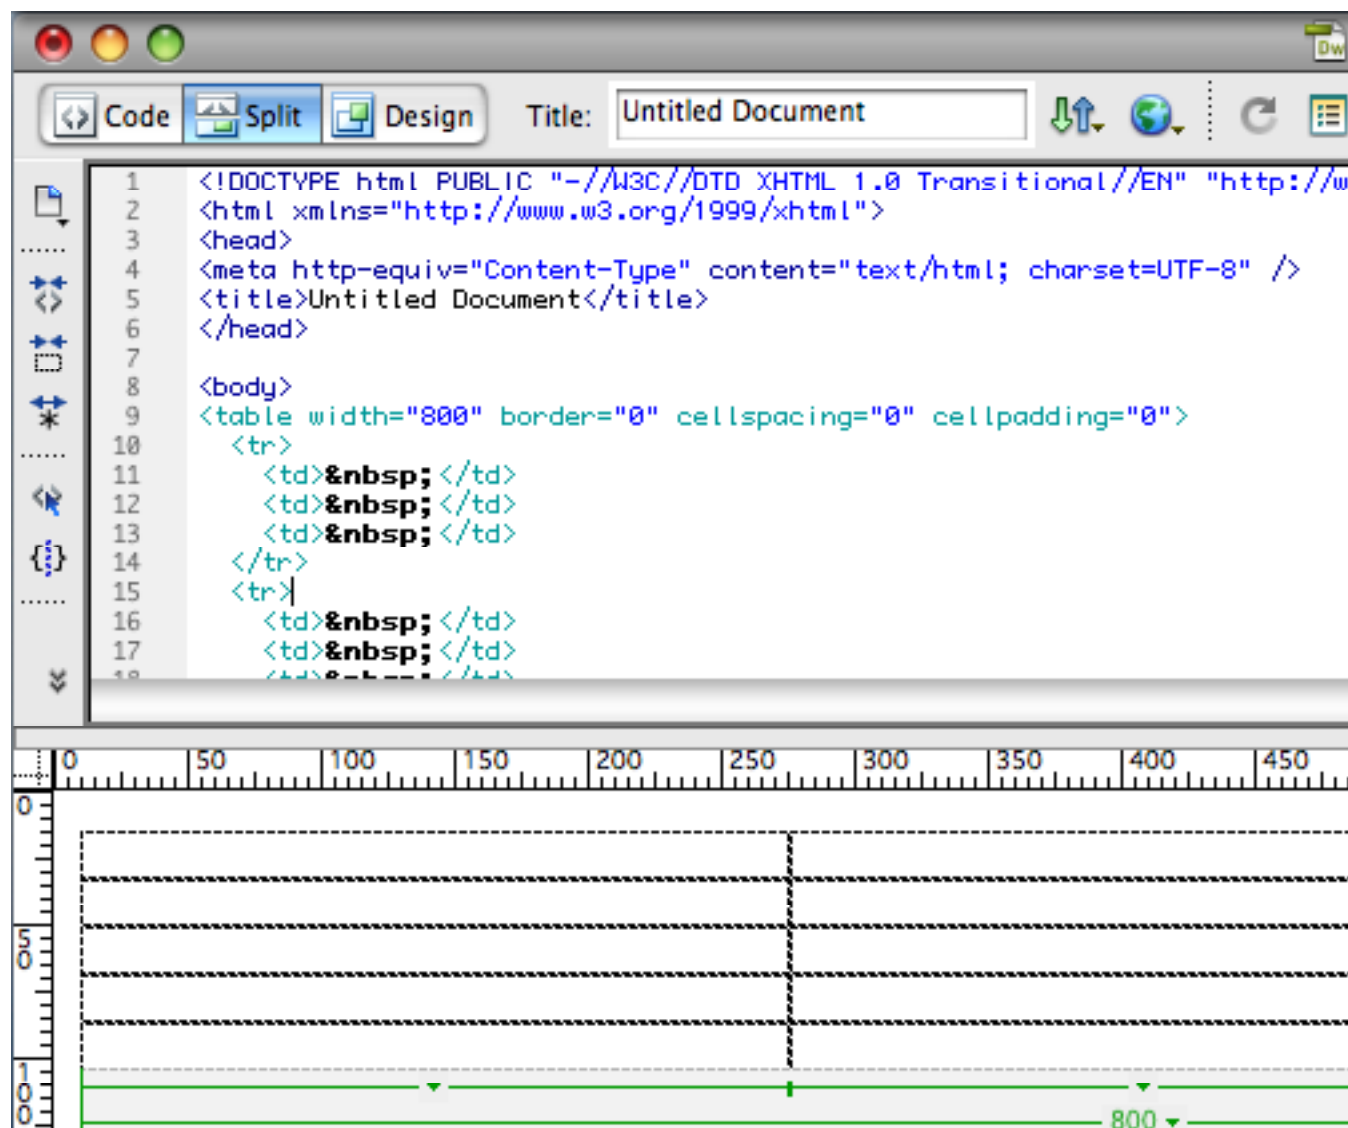 Dw
Code Split Design Title: Untitled Document
1 <!DOCTYPE html PUBLIC "-//W3C//DTD XHTML 1.0 Transitional//EN" "http://w
2 <html xmlns="http://www.w3.org/1999/xhtml">
3 <head>
4 <meta http-equiv="Content-Type" content="text/html; charset=UTF-8" />
5 <title>Untitled Document</title>
6 </head>
7
8 <body>
9 <table width="800" border="0" cellspacing="0" cellpadding="0">
10 <tr>
11 <td>&nbsp;</td>
12 <td>&nbsp;</td>
13 <td>&nbsp;</td>
14 </tr>
15 <tr>
16 <td>&nbsp;</td>
17 <td>&nbsp;</td>
18 <td>&nbsp;</td>
0 50 100 150 200 250 300 350 400 450
0
50
100
800